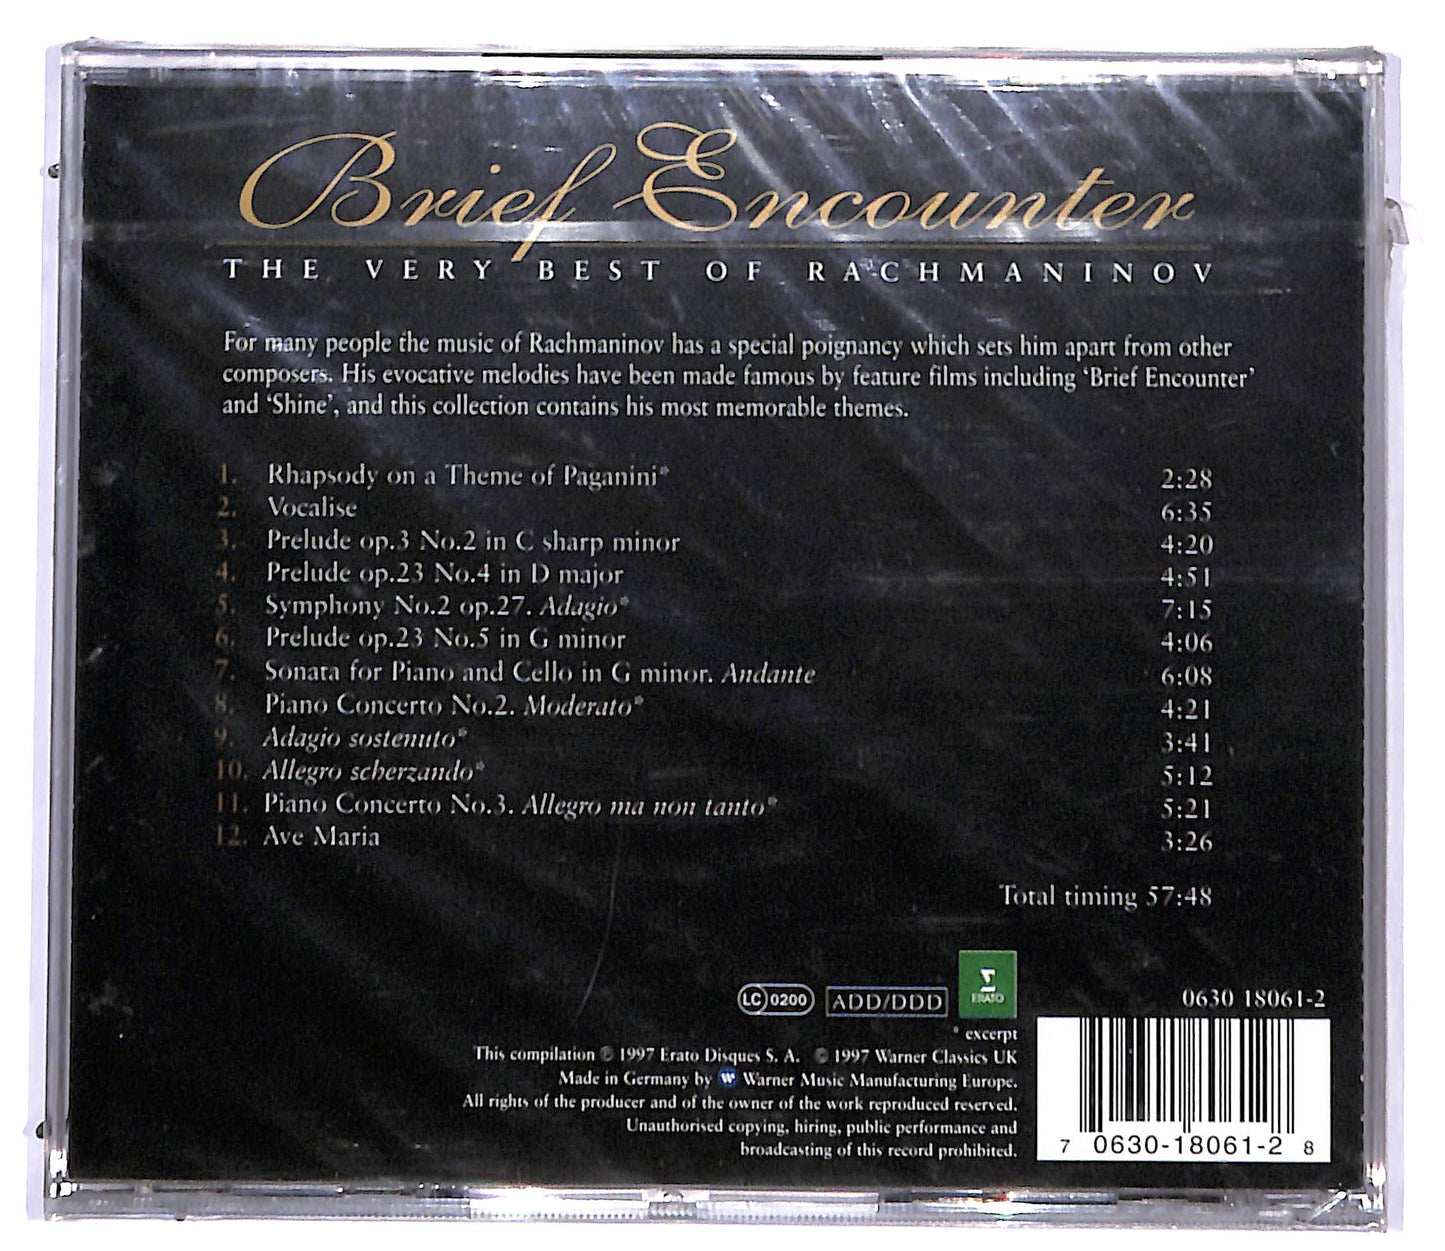 Brief Encounter
THE VERY BEST OF RACHMANINOV
For many people the music of Rachmaninov has a special poignancy which sets him apart from other
composers. His evocative melodies have been made famous by feature films including ‘Brief Encounter’
and ‘Shine’, and this collection contains his most memorable themes.
1. Rhapsody on a Theme of Paganini* 2:28
2. Vocalise 6:35
3. Prelude op.3 No.2 in C sharp minor 4:20
4. Prelude op.23 No.4 in D major 4:51
5. Symphony No.2 op.27. Adagio* 7:15
6. Prelude op.23 No.5 in G minor 4:06
7. Sonata for Piano and Cello in G minor. Andante 6:08
8. Piano Concerto No.2. Moderato* 4:21
9. Adagio sostenuto* 3:41
10. Allegro scherzando* 5:12
11. Piano Concerto No.3. Allegro ma non tanto* 5:21
12. Ave Maria 3:26
Total timing 57:48
LC 0200 ADD/DDD ERATO 0630 18061-2
* excerpt
This compilation ℗ 1997 Erato Disques S. A. © 1997 Warner Classics UK
Made in Germany by W Warner Music Manufacturing Europe.
All rights of the producer and of the owner of the work reproduced reserved.
Unauthorised copying, hiring, public performance and
broadcasting of this record prohibited.
7 0630-18061-2 8